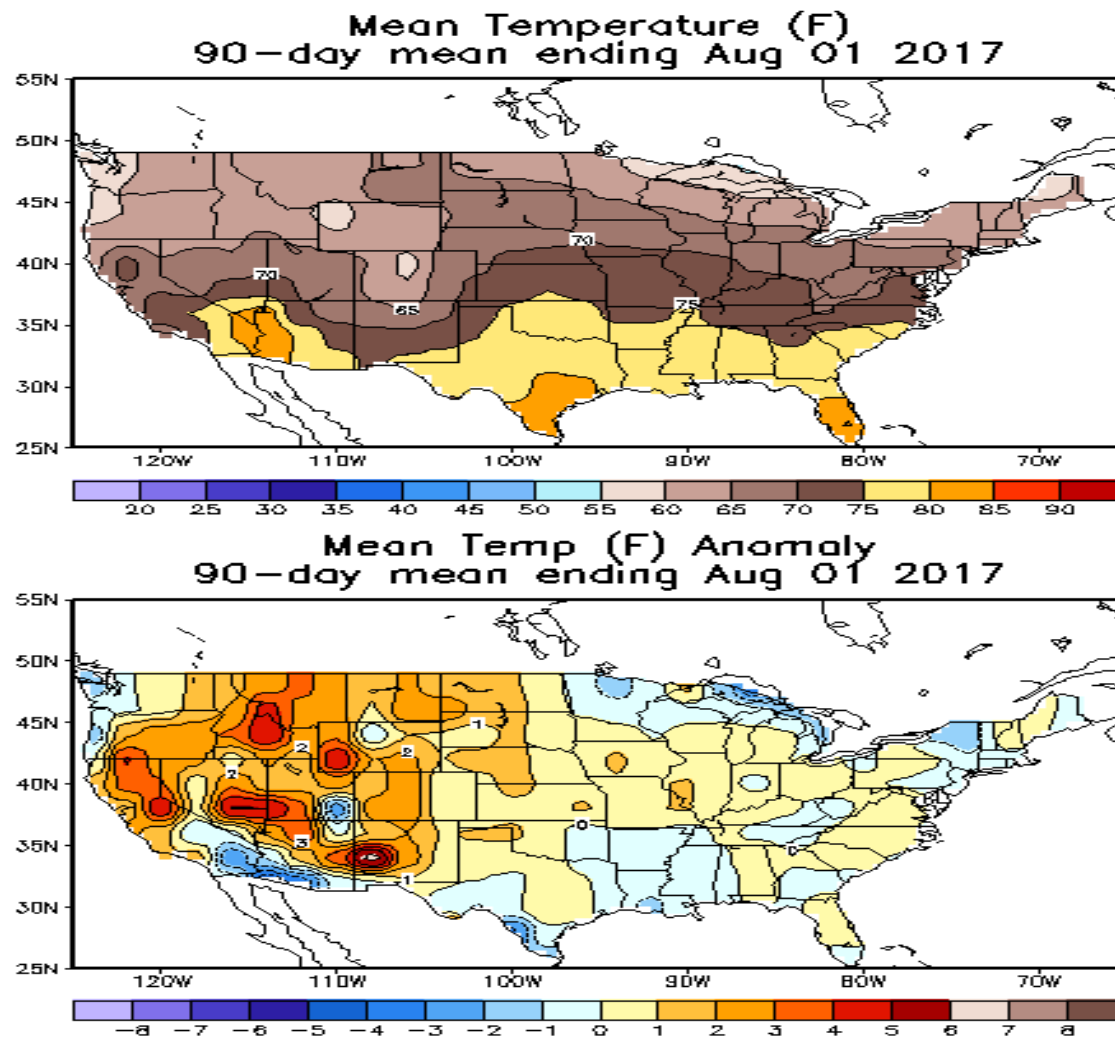 Mean Temperature (F)
90-day mean ending Aug 01 2017
55N
50N
45N
40N
35N
30N
25N
70
70
65
75
120W 110W 100W 90W 80W 70W
20 25 30 35 40 45 50 55 60 65 70 75 80 85 90
Mean Temp (F) Anomaly
90-day mean ending Aug 01 2017
55N
50N
45N
40N
35N
30N
25N
1
2
2
2
3
0
0
1
120W 110W 100W 90W 80W 70W
-8 -7 -6 -5 -4 -3 -2 -1 0 1 2 3 4 5 6 7 8